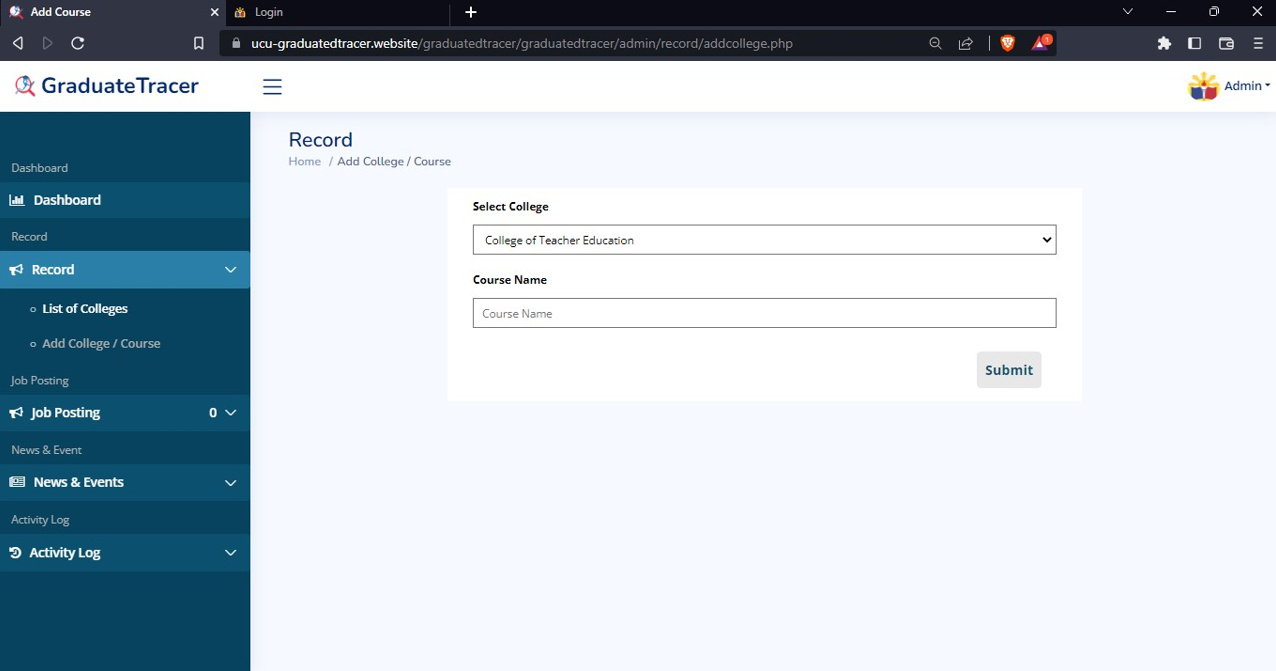 Add Course
Login
ucu-graduatedtracer.website/graduatedtracer/graduatedtracer/admin/record/addcollege.php
1
GraduateTracer
Admin
Record
Home / Add College / Course
Dashboard
Dashboard
Record
Record
List of Colleges
Add College / Course
Job Posting
Job Posting 0
News & Event
News & Events
Activity Log
Activity Log
Select College
College of Teacher Education
Course Name
Course Name
Submit